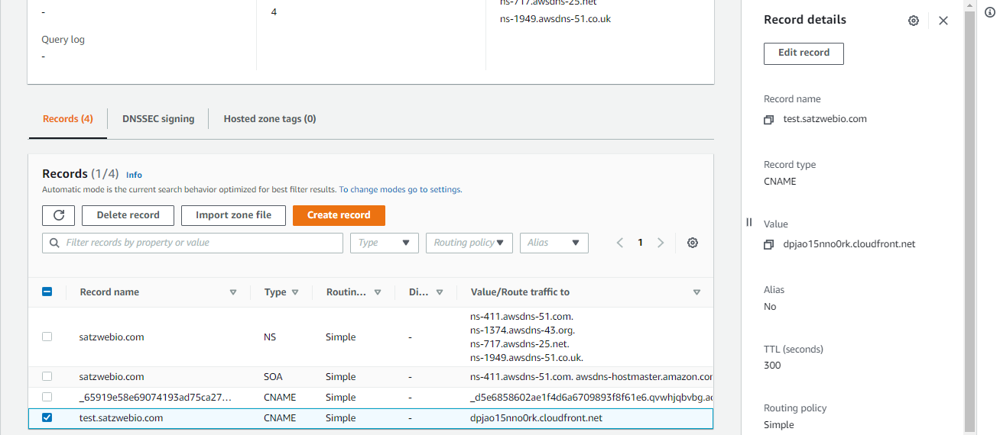 -
4
ns-717.awsdns-25.net
ns-1949.awsdns-51.co.uk
Query log
-
Records (4)
DNSSEC signing
Hosted zone tags (0)
Records (1/4) Info
Automatic mode is the current search behavior optimized for best filter results. To change modes go to settings.
Delete record
Import zone file
Create record
Filter records by property or value
Type
Routing policy
Alias
1
Record name
Type
Routin...
Di...
Value/Route traffic to
satzwebio.com
NS
Simple
-
ns-411.awsdns-51.com.
ns-1374.awsdns-43.org.
ns-717.awsdns-25.net.
ns-1949.awsdns-51.co.uk.
satzwebio.com
SOA
Simple
-
ns-411.awsdns-51.com. awsdns-hostmaster.amazon.com
_65919e58e69074193ad75ca27...
CNAME
Simple
-
_d5e6858602ae1f4d6a6709893f8f61e6.qvwhjqbvbg.ac
test.satzwebio.com
CNAME
Simple
-
dpjao15nno0rk.cloudfront.net
Record details
Edit record
Record name
test.satzwebio.com
Record type
CNAME
Value
dpjao15nno0rk.cloudfront.net
Alias
No
TTL (seconds)
300
Routing policy
Simple